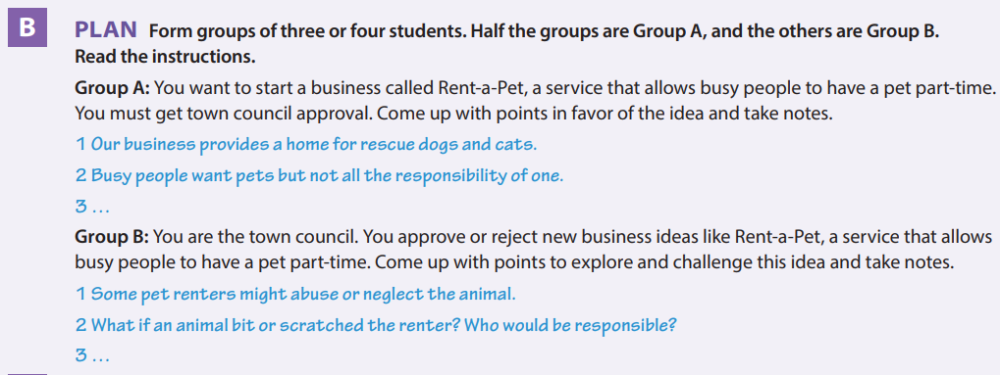 B PLAN Form groups of three or four students. Half the groups are Group A, and the others are Group B.
Read the instructions.
Group A: You want to start a business called Rent-a-Pet, a service that allows busy people to have a pet part-time.
You must get town council approval. Come up with points in favor of the idea and take notes.
1 Our business provides a home for rescue dogs and cats.
2 Busy people want pets but not all the responsibility of one.
3 ...
Group B: You are the town council. You approve or reject new business ideas like Rent-a-Pet, a service that allows
busy people to have a pet part-time. Come up with points to explore and challenge this idea and take notes.
1 Some pet renters might abuse or neglect the animal.
2 What if an animal bit or scratched the renter? Who would be responsible?
3 ...